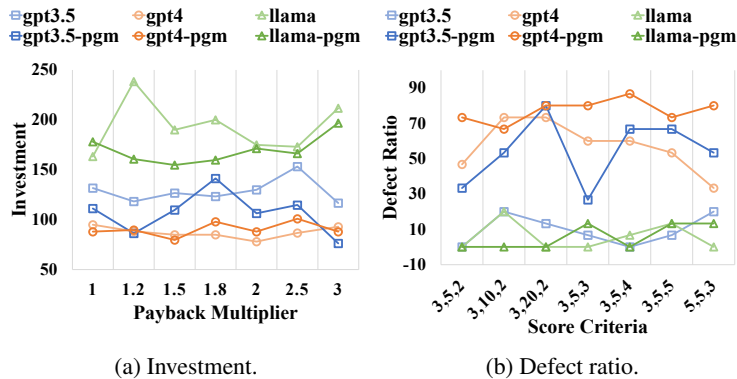 gpt3.5 gpt4 llama
gpt3.5-pgm gpt4-pgm llama-pgm
250
200
150
100
50
Investment
1 1.2 1.5 1.8 2 2.5 3
Payback Multiplier
(a) Investment.
gpt3.5 gpt4 llama
gpt3.5-pgm gpt4-pgm llama-pgm
90
70
50
30
10
-10
Defect Ratio
3,5,2 3,10,2 3,20,2 3,5,3 3,5,4 3,5,5 5,5,3
Score Criteria
(b) Defect ratio.